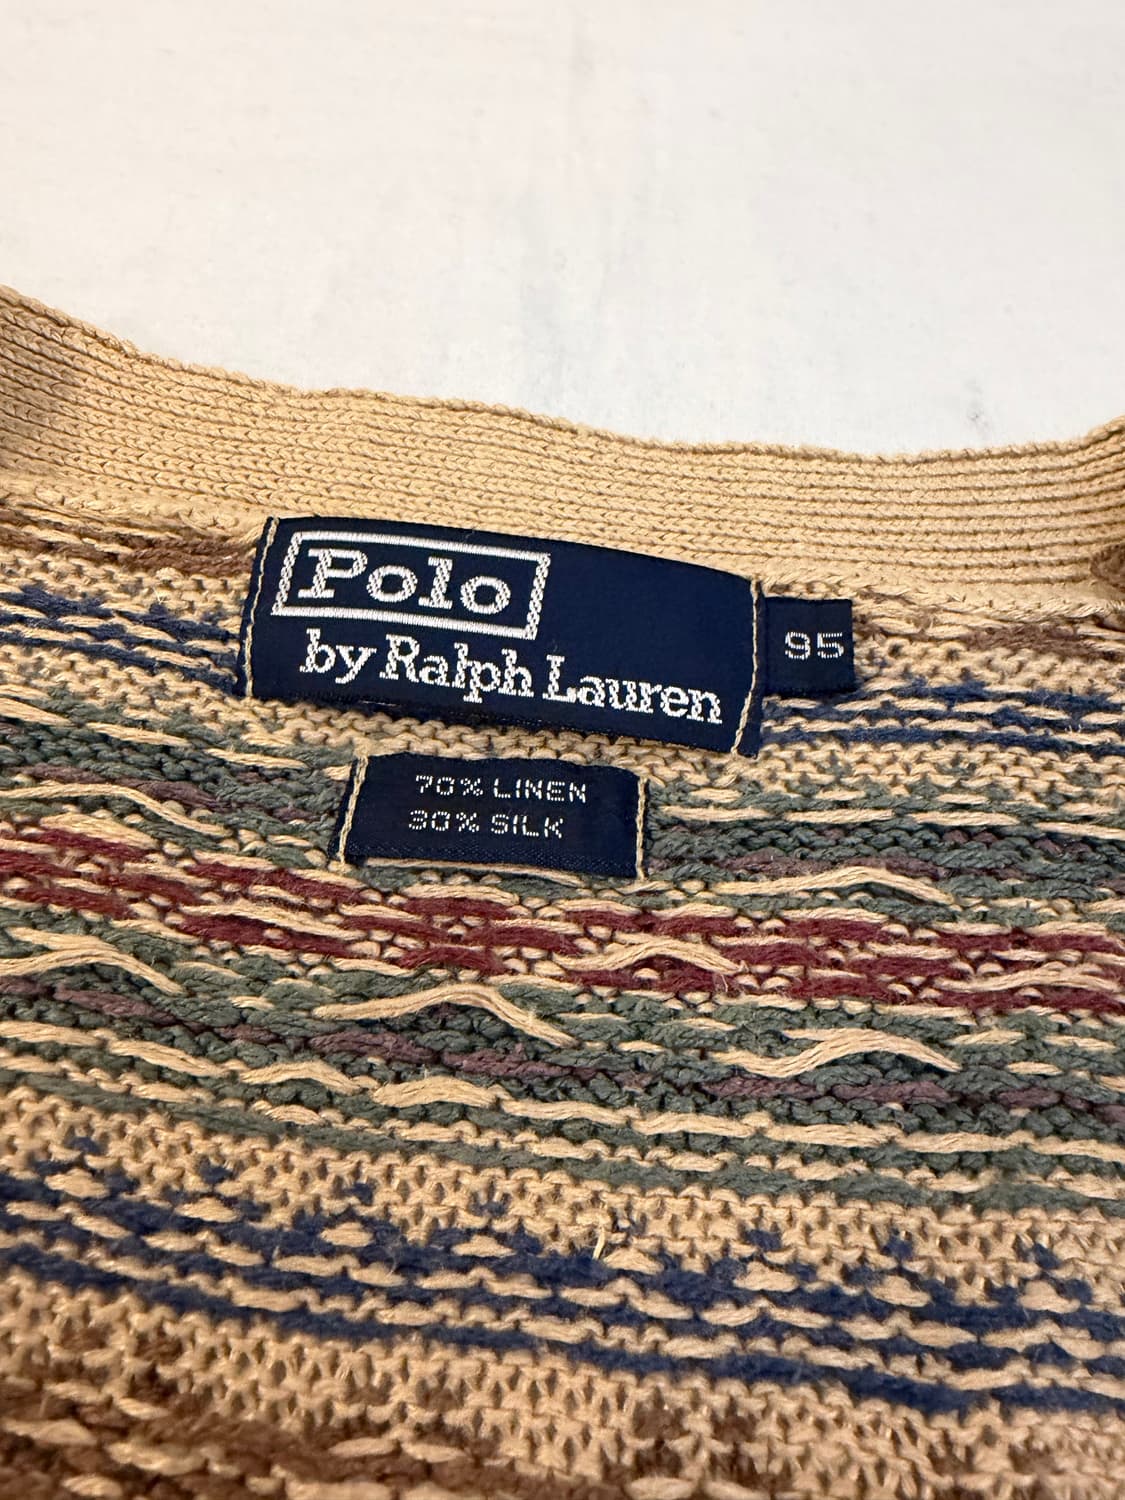 Polo
by Ralph Lauren
95
70% LINEN
30% SILK